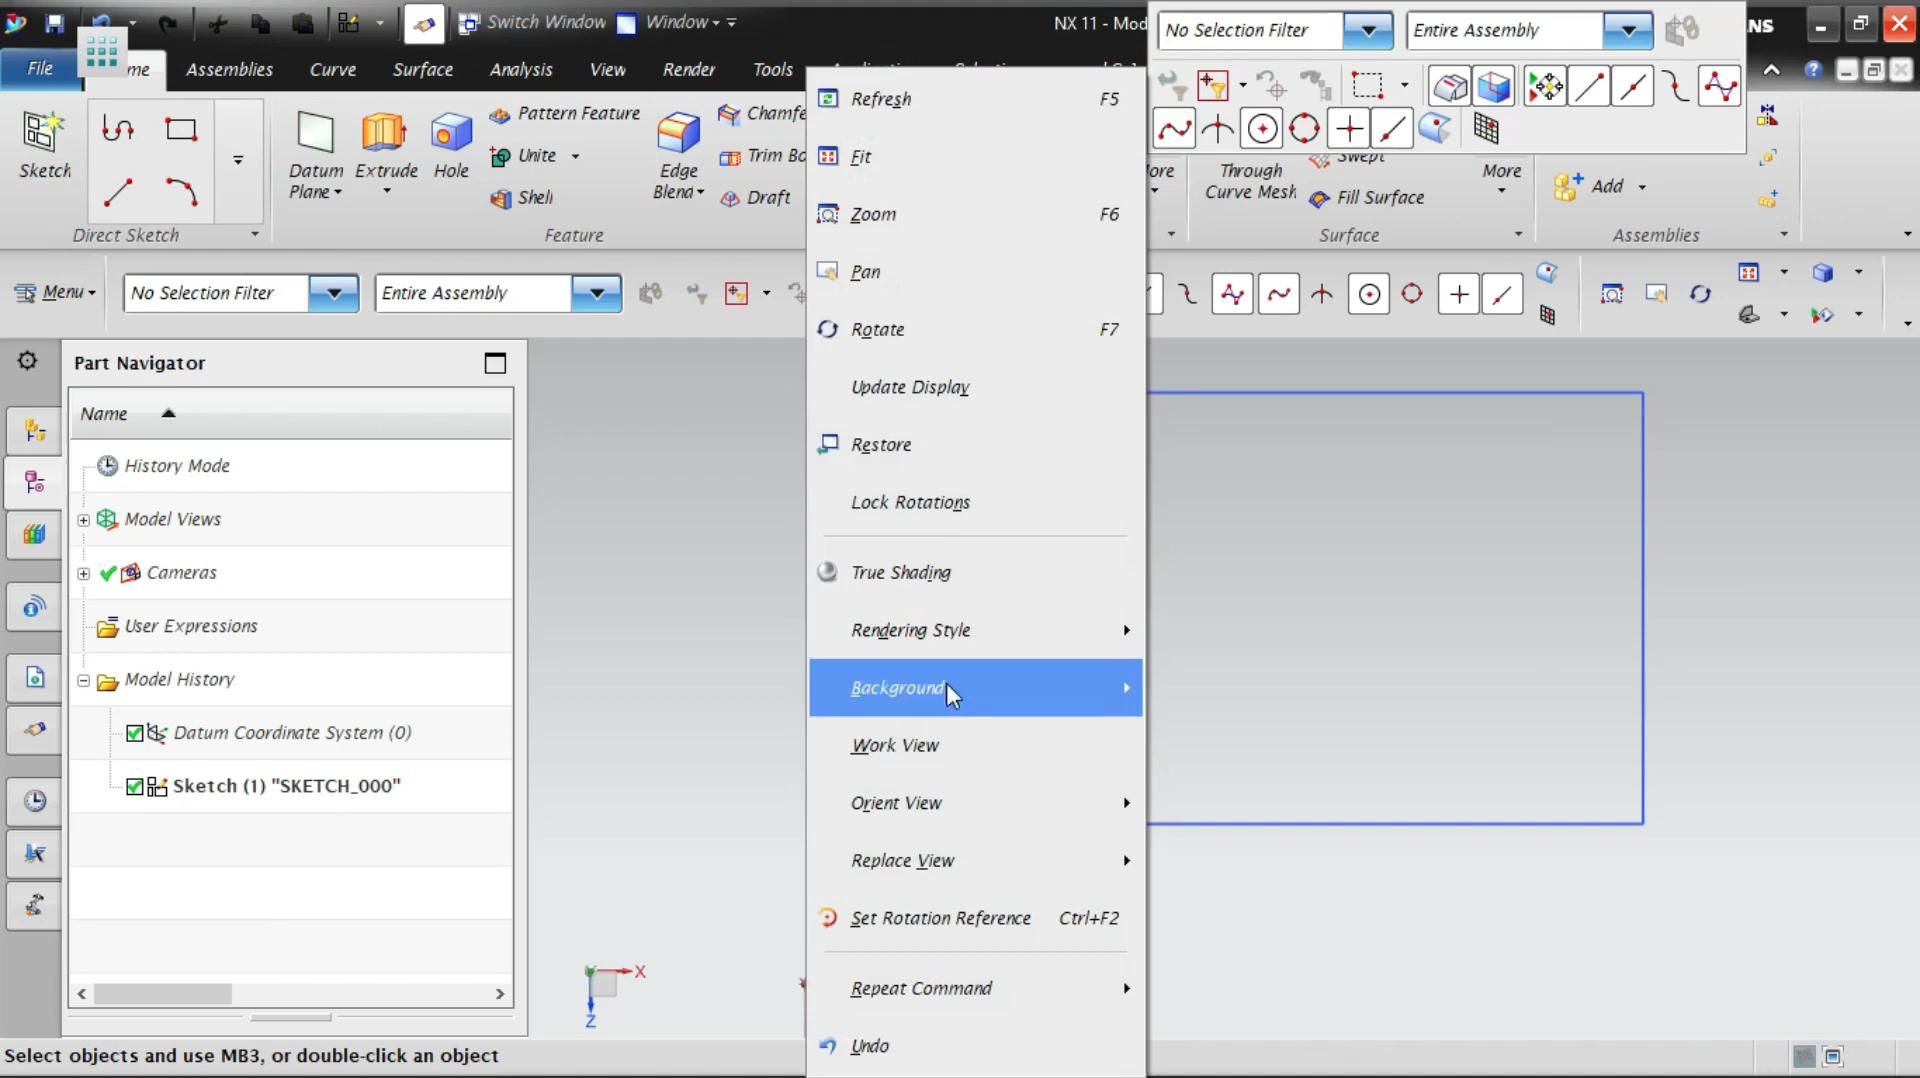 Switch Window
Window
NX 11 - Mod
NS
No Selection Filter
Entire Assembly
File
me
Assemblies
Curve
Surface
Analysis
View
Render
Tools
Sketch
Direct Sketch
Datum
Plane
Extrude
Hole
Pattern Feature
Unite
Shell
Edge
Blend
Chamfe
Trim Bo
Draft
Feature
ore
Through
Curve Mesh
Swept
Fill Surface
More
Surface
Add
Assemblies
Menu
No Selection Filter
Entire Assembly
Part Navigator
Name
History Mode
Model Views
Cameras
User Expressions
Model History
Datum Coordinate System (0)
Sketch (1) "SKETCH_000"
Refresh F5
Fit
Zoom F6
Pan
Rotate F7
Update Display
Restore
Lock Rotations
True Shading
Rendering Style
Background
Work View
Orient View
Replace View
Set Rotation Reference Ctrl+F2
Repeat Command
Undo
X
Z
Select objects and use MB3, or double-click an object